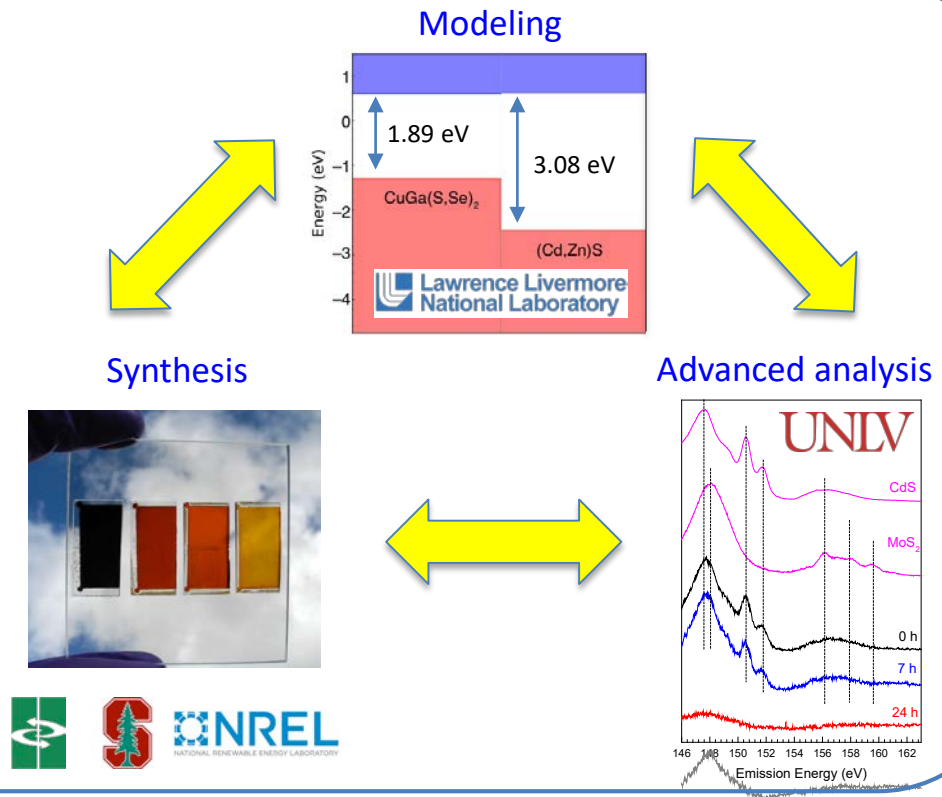 Modeling
1
0
−1
−2
−3
−4
Energy (eV)
1.89 eV
3.08 eV
CuGa(S,Se)₂
(Cd,Zn)S
Lawrence Livermore
National Laboratory
Synthesis
Advanced analysis
UNLV
CdS
MoS₂
0 h
7 h
24 h
146 148 150 152 154 156 158 160 162
Emission Energy (eV)
NREL
NATIONAL RENEWABLE ENERGY LABORATORY